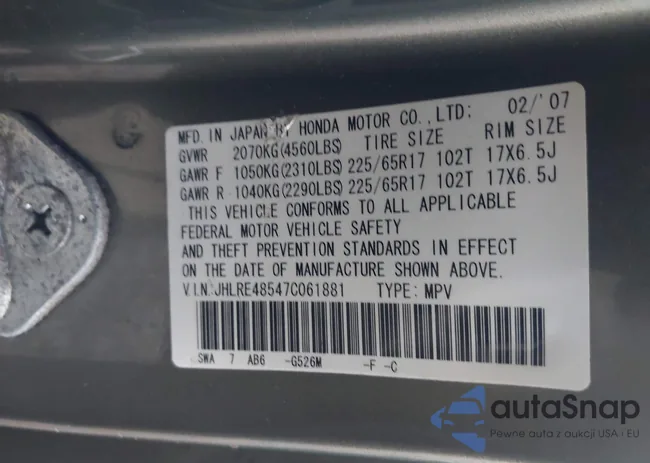 MFD. IN JAPAN BY HONDA MOTOR CO.,LTD: 02/'07
GVWR 2070KG(4560LBS) TIRE SIZE RIM SIZE
GAWR F 1050KG(2310LBS) 225/65R17 102T 17X6.5J
GAWR R 1040KG(2290LBS) 225/65R17 102T 17X6.5J
THIS VEHICLE CONFORMS TO ALL APPLICABLE
FEDERAL MOTOR VEHICLE SAFETY
AND THEFT PREVENTION STANDARDS IN EFFECT
ON THE DATE OF MANUFACTURE SHOWN ABOVE.
V.I.N:JHLRE48547C061881 TYPE: MPV
SWA 7 AB6 -G526M -F -C
autaSnap
Pewne auta z aukcji USA i EU